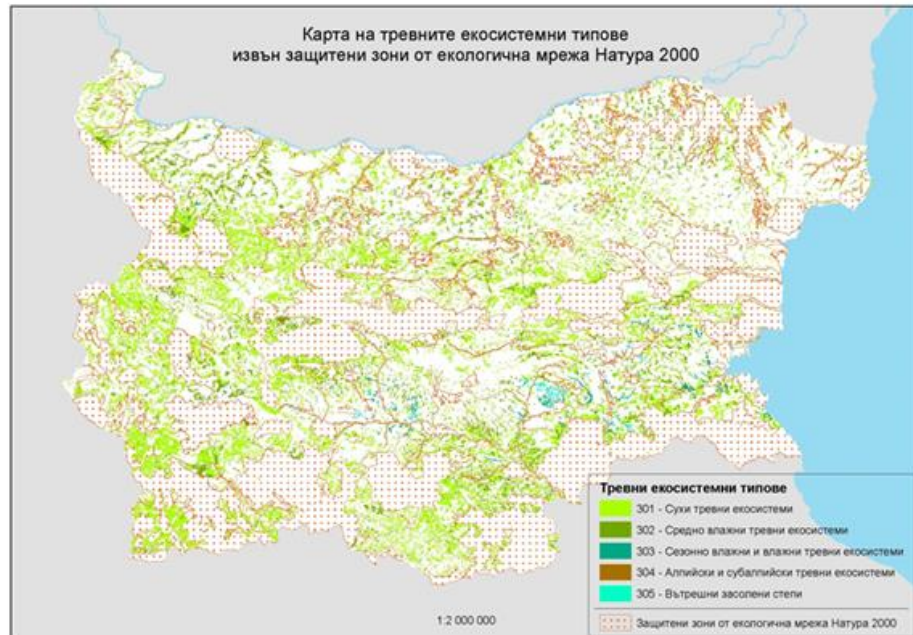 Карта на тревните екосистемни типове
извън защитени зони от екологична мрежа Натура 2000
Тревни екосистемни типове
301 - Сухи тревни екосистеми
302 - Средно влажни тревни екосистеми
303 - Сезонно влажни и влажни тревни екосистеми
304 - Алпийски и субалпийски тревни екосистеми
305 - Вътрешни засолени степи
Защитени зони от екологична мрежа Натура 2000
1:2 000 000